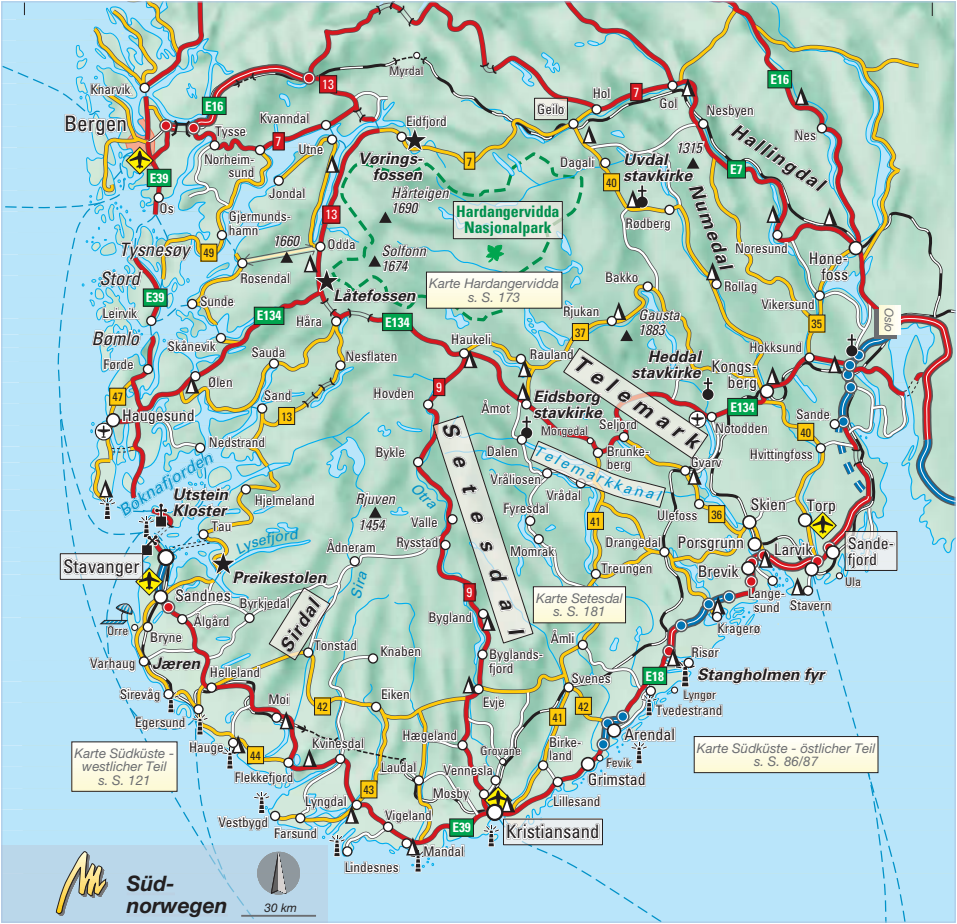 Knarvik
Bergen
E16
13
Myrdal
Kvanndal
Tysse
7
Norheim-
sund
Utne
Eidfjord
Vørings-
fossen
7
Geilo
Hol
7
Gol
E16
Nesbyen
Nes
Hallingdal
1315
E7
Dagali
Uvdal
stavkirke
40
Rødberg
Numedal
E39
Os
Jondal
Gjermunds-
hamn
13
Hårteigen
1690
Hardangervidda
Nasjonalpark
Tysnesøy
49
1660
Odda
Solfonn
1674
Rosendal
Noresund
Høne-
foss
Stord
E39
Leirvik
Sunde
Låtefossen
Karte Hardangervidda
s. S. 173
Bakko
Rollag
Vikersund
35
Oslo
E134
Håra
E134
Rjukan
37
Gausta
1883
Bømlo
Skånevik
Sauda
Nesflaten
Haukeli
Rauland
Heddal
stavkirke
Hokksund
Kongs-
berg
Førde
Ølen
47
Sand
13
Hovden
9
Åmot
Eidsborg
stavkirke
Telemark
E134
Notodden
Sande
40
Haugesund
Nedstrand
Morgedal
Seljord
Hvittingfoss
Dalen
Brunke-
berg
Bykle
Setesdal
Telemarkkanal
Gvarv
Boknafjorden
Utstein
Kloster
Hjelmeland
Rjuven
1454
Otra
Vråliosen
Vrådal
Ulefoss
36
Skien
Torp
Tau
Lysefjord
Valle
Fyresdal
41
Porsgrunn
Stavanger
Ådneram
Rysstad
Momrak
Drangedal
Larvik
Sande-
fjord
Preikestolen
Sira
Treungen
Brevik
Ula
Sandnes
Byrkjedal
Sirdal
9
Karte Setesdal
s. S. 181
Lange-
sund
Stavern
Orre
Ålgård
Bygland
Kragerø
Bryne
Tonstad
Knaben
Byglands-
fjord
Åmli
Risør
Varhaug
Jæren
Helleland
E18
Stangholmen fyr
Sirevåg
Moi
42
Eiken
Evje
Svenes
42
Lyngør
Tvedestrand
Egersund
41
Arendal
Hauge
Kvinesdal
Hægeland
Grovane
Birke-
land
Karte Südküste -
westlicher Teil
s. S. 121
44
Flekkefjord
Laudal
Vennesla
Fevik
Grimstad
Karte Südküste - östlicher Teil
s. S. 86/87
43
Mosby
Lillesand
Lyngdal
Vestbygd
Farsund
Vigeland
E39
Kristiansand
Mandal
Lindesnes
Süd-
norwegen
30 km